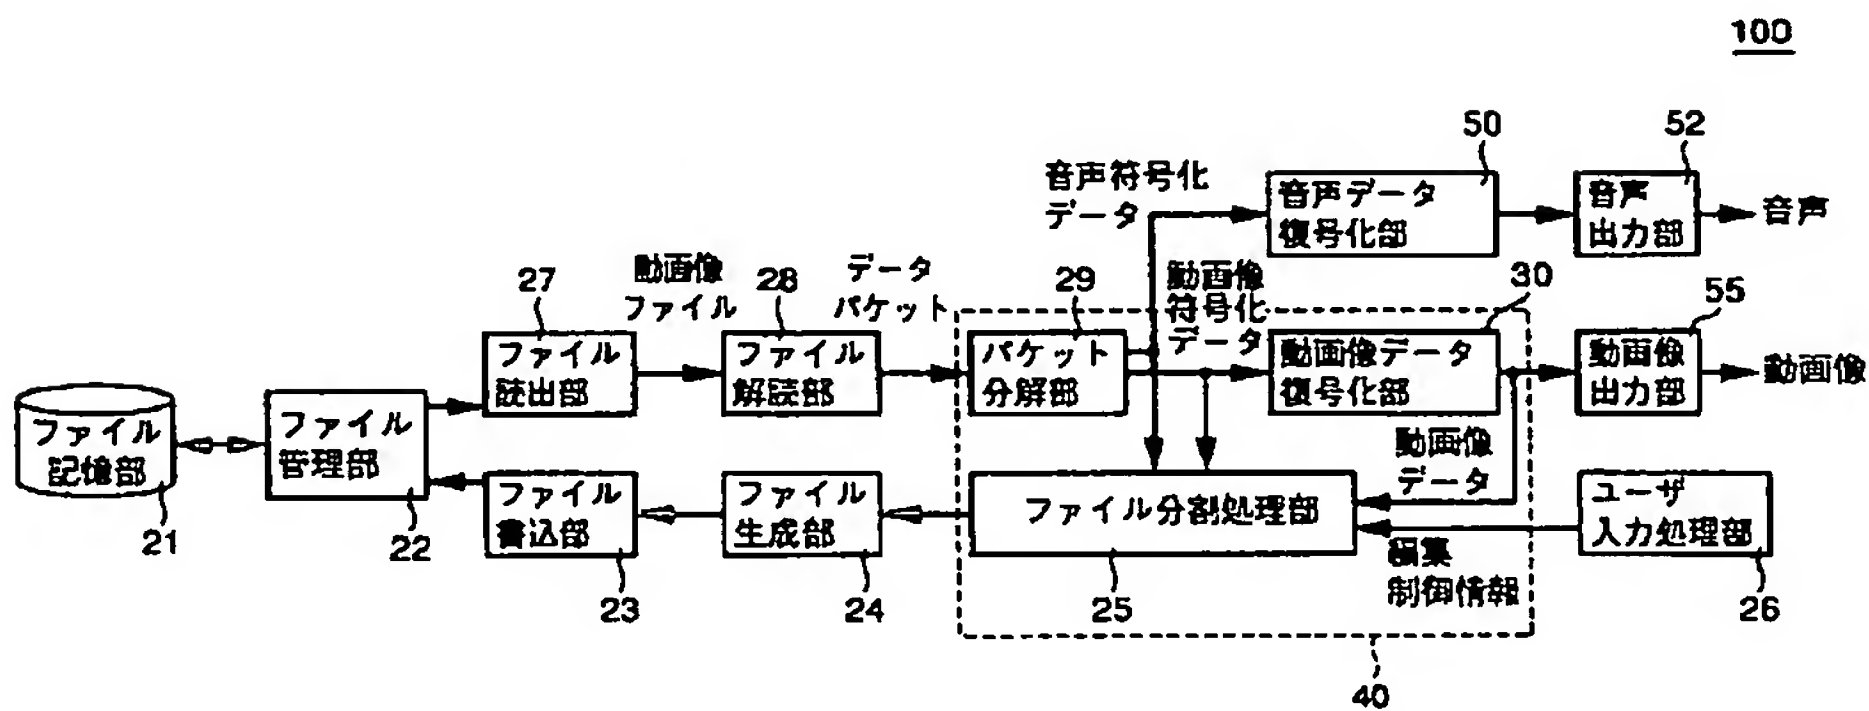 100
50
52
音声符号化
データ
音声データ
復号化部
音声
出力部
音声
27
動画像
ファイル
28
データ
パケット
29
動画像
符号化
データ
30
55
ファイル
読出部
ファイル
解読部
パケット
分解部
動画像データ
復号化部
動画像
出力部
動画像
ファイル
記憶部
21
ファイル
管理部
22
動画像
データ
ファイル
書込部
23
ファイル
生成部
24
ファイル分割処理部
25
編集
制御情報
ユーザ
入力処理部
26
40